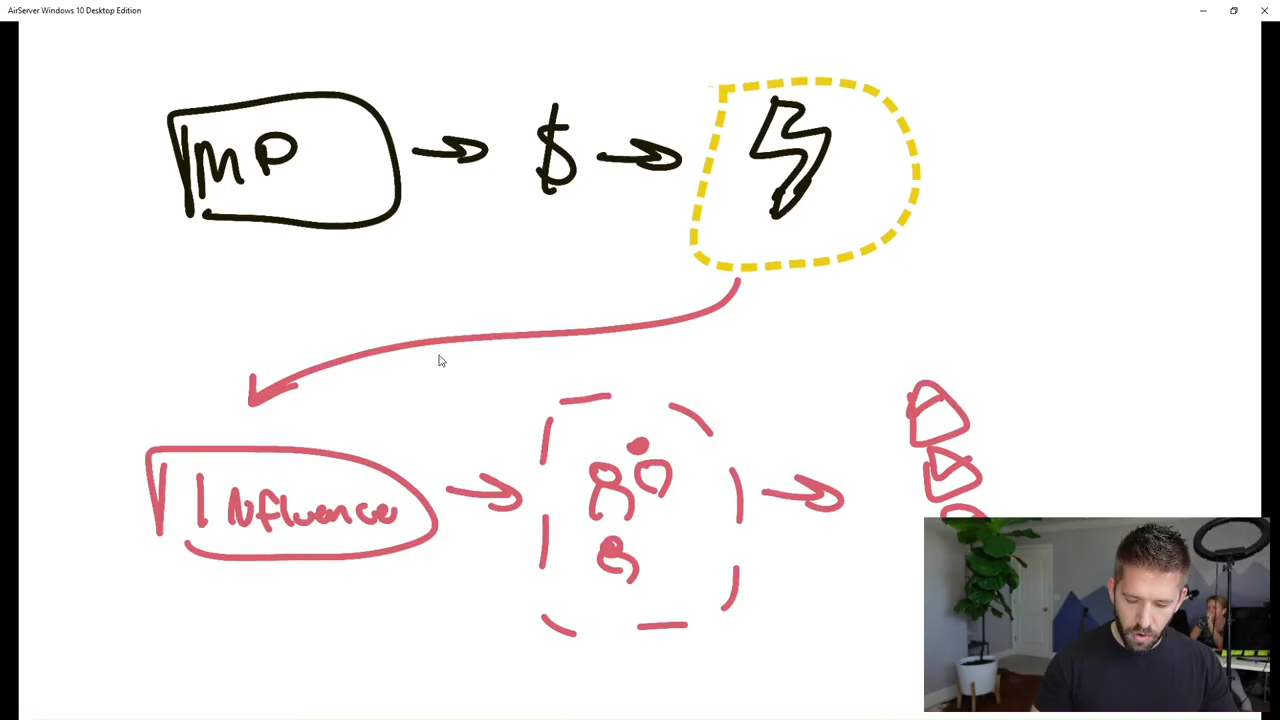 AirServer Windows 10 Desktop Edition
MP → $ →
Influence